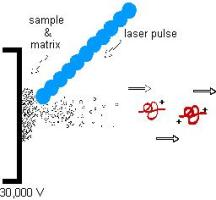 sample
&
matrix
laser pulse
+
+
+
30,000 V